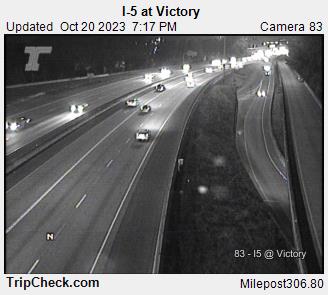 I-5 at Victory
Updated Oct 20 2023 7:17 PM Camera 83
T
N
83 - I5 @ Victory
TripCheck.com Milepost306.80